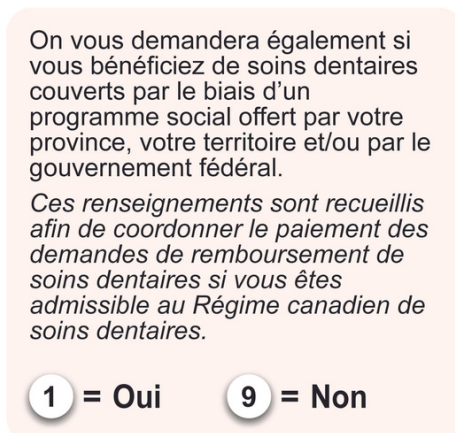 On vous demandera également si
vous bénéficiez de soins dentaires
couverts par le biais d’un
programme social offert par votre
province, votre territoire et/ou par le
gouvernement fédéral.
Ces renseignements sont recueillis
afin de coordonner le paiement des
demandes de remboursement de
soins dentaires si vous êtes
admissible au Régime canadien de
soins dentaires.
1 = Oui 9 = Non